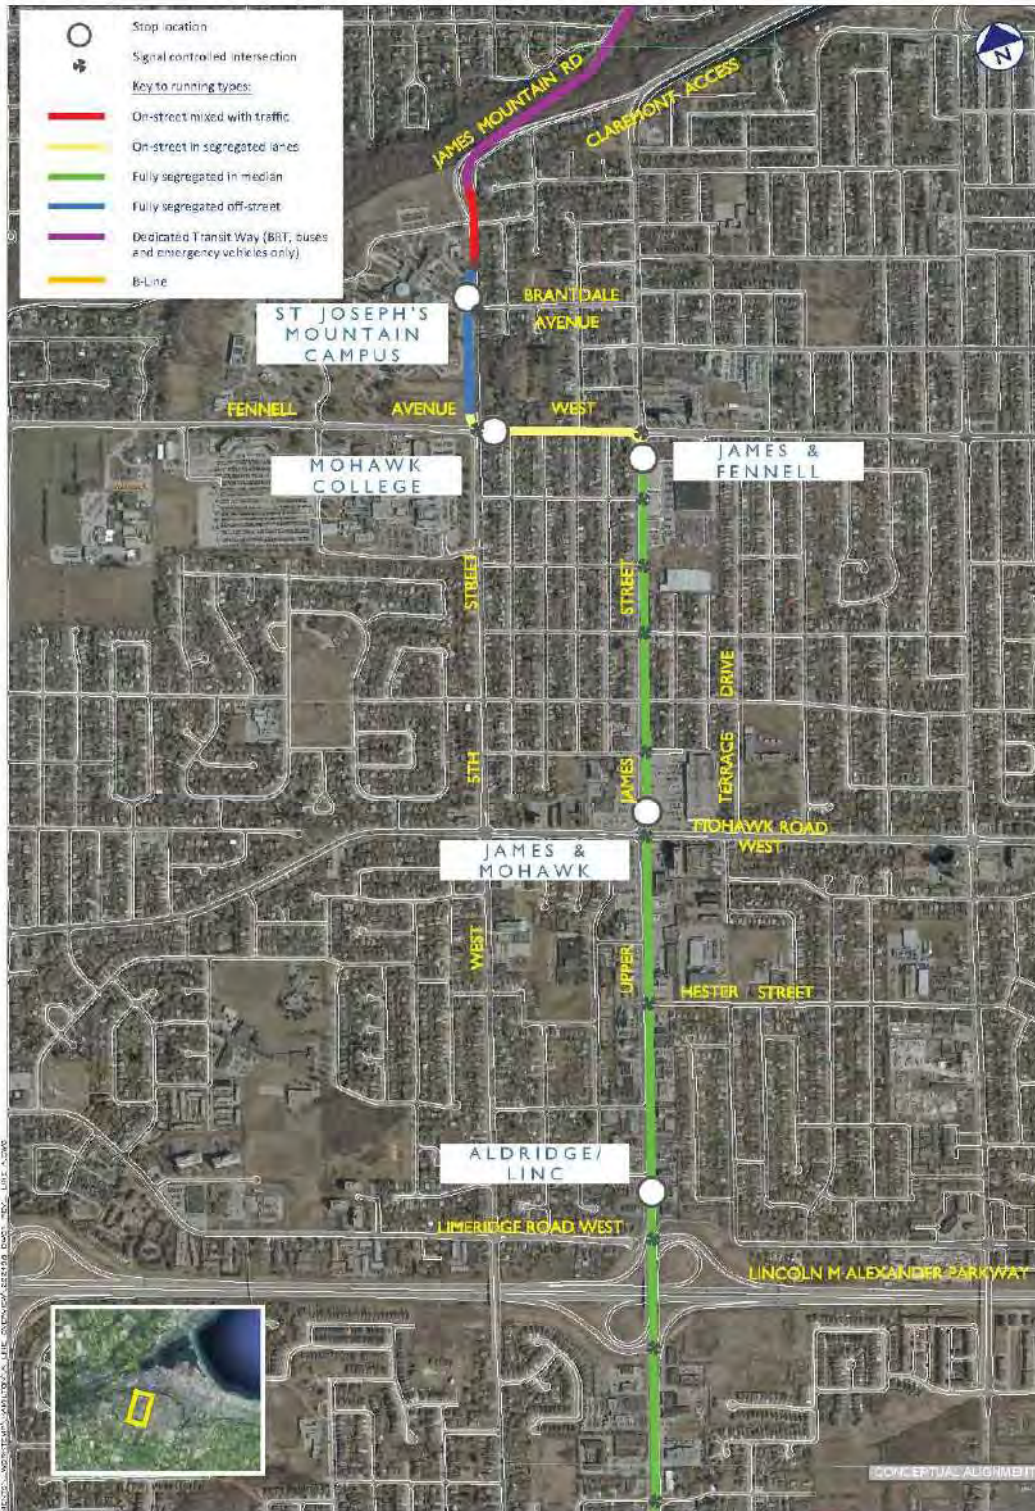 Stop location
Signal controlled intersection
Key to running types:
On-street mixed with traffic
On-street in segregated lanes
Fully segregated in median
Fully segregated off-street
Dedicated Transit Way (BRT, buses
and emergency vehicles only)
B-Line
N
JAMES MOUNTAIN RD
CLAREMONT ACCESS
ST JOSEPH'S
MOUNTAIN
CAMPUS
BRANTDALE
AVENUE
FENNELL AVENUE WEST
MOHAWK
COLLEGE
JAMES &
FENNELL
STREET
STREET
DRIVE
TERRACE
5TH
JAMES
MOHAWK ROAD
WEST
JAMES &
MOHAWK
WEST
UPPER
HESTER STREET
ALDRIDGE/
LINC
LIMERIDGE ROAD WEST
LINCOLN M ALEXANDER PARKWAY
CONCEPTUAL ALIGNMENT